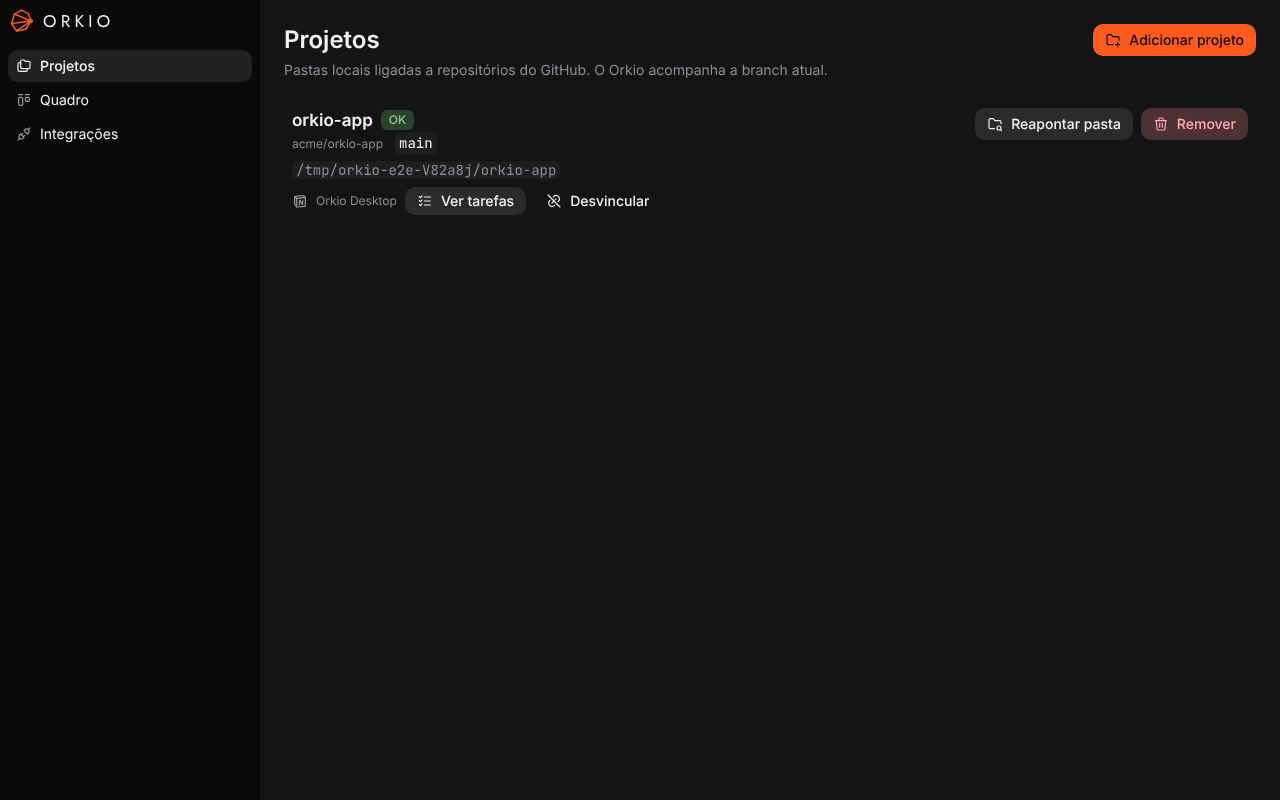 ORKIO
Projetos
Quadro
Integrações
Projetos
Adicionar projeto
Pastas locais ligadas a repositórios do GitHub. O Orkio acompanha a branch atual.
orkio-app OK
Reapontar pasta
Remover
acme/orkio-app main
/tmp/orkio-e2e-V82a8j/orkio-app
Orkio Desktop Ver tarefas Desvincular